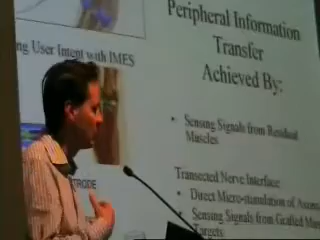 Peripheral Information
Transfer
Achieved By:
ng User Intent with IMES
• Sensing Signals from Residual
Muscles
Transected Nerve Interface:
• Direct Micro-stimulation of Axons
• Sensing Signals from Grafted Mus
Targets
TRODE